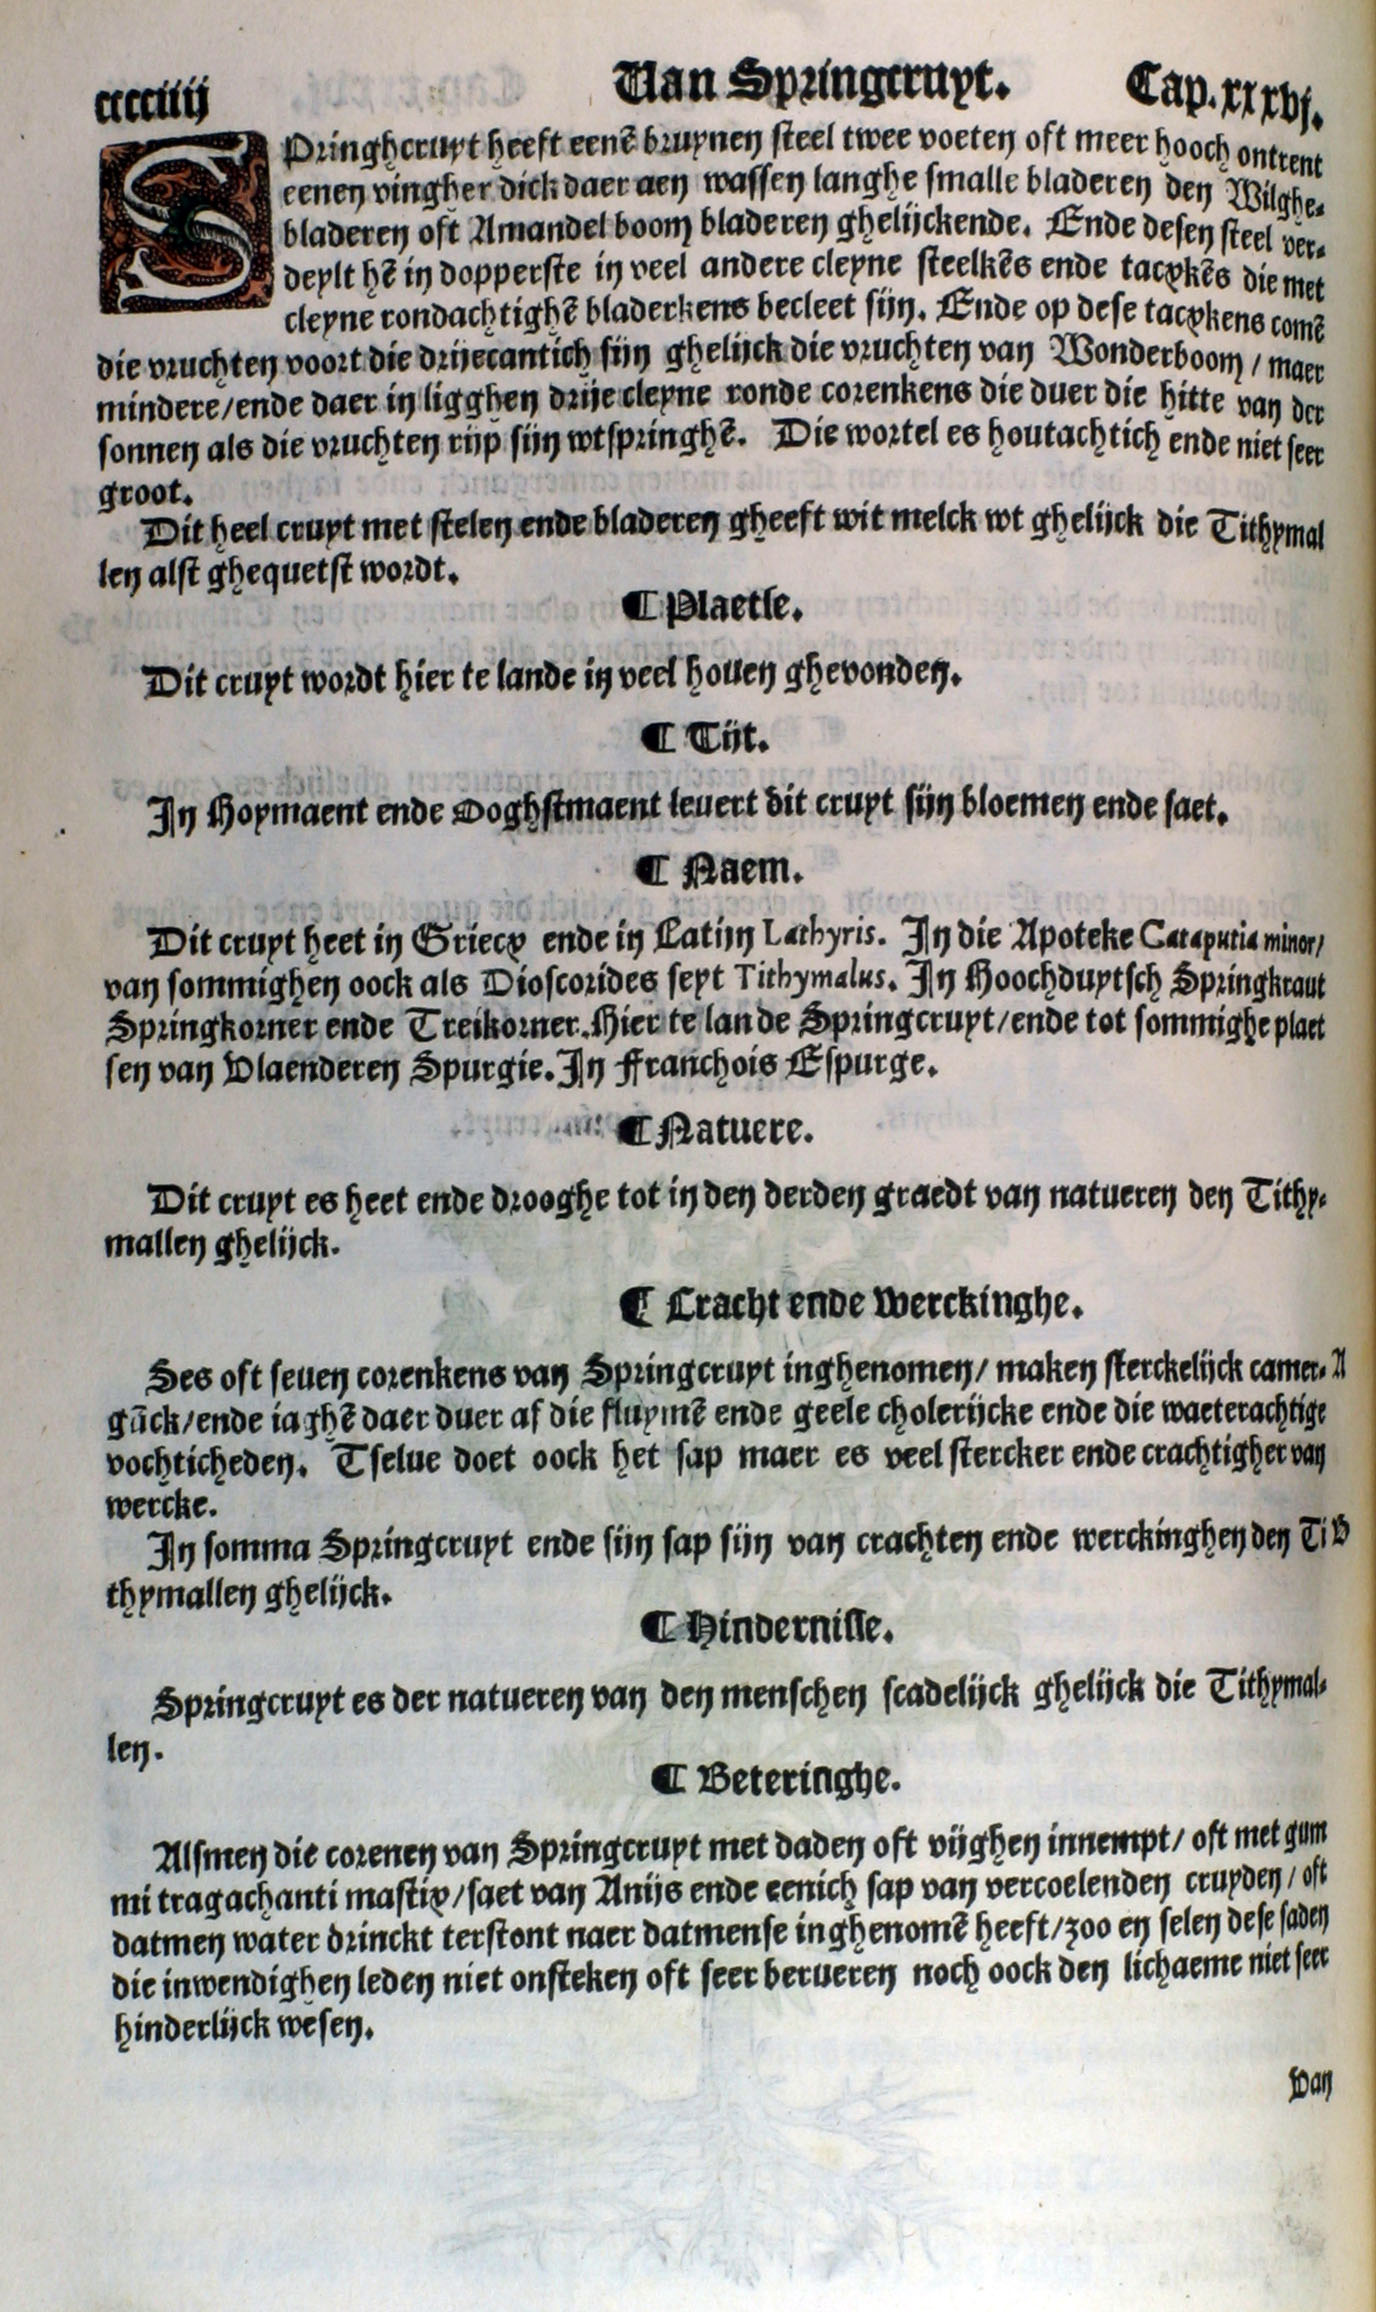 cccciiij Van Springcruyt. Cap.xxxvj.
SPringhcruyt heeft eenē bruynen steel twee voeten oft meer hooch ontrent
eenen vingher dick daer aen wassen langhe smalle bladeren den Wilghe-
bladeren oft Amandel boom bladeren ghelijckende. Ende desen steel ver-
deylt hē in dopperste in veel andere cleyne steelkēs ende tacxkēs die met
cleyne rondachtighē bladerkens becleet sijn. Ende op dese tacxkens comē
die vruchten voort die drijecantich sijn ghelijck die vruchten van Wonderboom / maer
mindere/ende daer in ligghen drije cleyne ronde corenkens die duer die hitte van der
sonnen als die vruchten rijp sijn wtspringhē. Die wortel es houtachtich ende niet seer
groot.
Dit heel cruyt met stelen ende bladeren gheeft wit melck wt ghelijck die Tithymal
len alst ghequetst wordt.
¶ Plaetse.
Dit cruyt wordt hier te lande in veel houen ghevonden.
¶ Tijt.
In Hoymaent ende Ooghstmaent leuert dit cruyt sijn bloemen ende saet.
¶ Naem.
Dit cruyt heet in Griecx ende in Latijn Lathyris. In die Apoteke Cataputia minor/
van sommighen oock als Dioscorides seyt Tithymalus. In Hoochduytsch Springkraut
Springkorner ende Treikorner. Hier te lande Springcruyt/ende tot sommighe plaet
sen van Vlaenderen Spurgie. In Franchois Espurge.
¶ Natuere.
Dit cruyt es heet ende drooghe tot in den derden graedt van natueren den Tithy-
mallen ghelijck.
¶ Cracht ende Werckinghe.
Ses oft seuen corenkens van Springcruyt inghenomen/ maken sterckelijck camer- A
gāck/ende iaghē daer duer af die fluymē ende geele cholerijcke ende die waeterachtige
vochticheden. Tselue doet oock het sap maer es veel stercker ende crachtigher van
wercke.
In somma Springcruyt ende sijn sap sijn van crachten ende werckinghen den Ti B
thymallen ghelijck.
¶ Hindernisse.
Springcruyt es der natueren van den menschen scadelijck ghelijck die Tithymal-
len.
¶ Beteringhe.
Alsmen die corenen van Springcruyt met daden oft vijghen innempt/ oft met gum
mi tragachanti mastix/saet van Anijs ende eenich sap van vercoelenden cruyden / oft
datmen water drinckt terstont naer datmense inghenomē heeft/zoo en selen dese saden
die inwendighen leden niet onsteken oft seer berueren noch oock den lichaeme niet seer
hinderlijck wesen.
Van